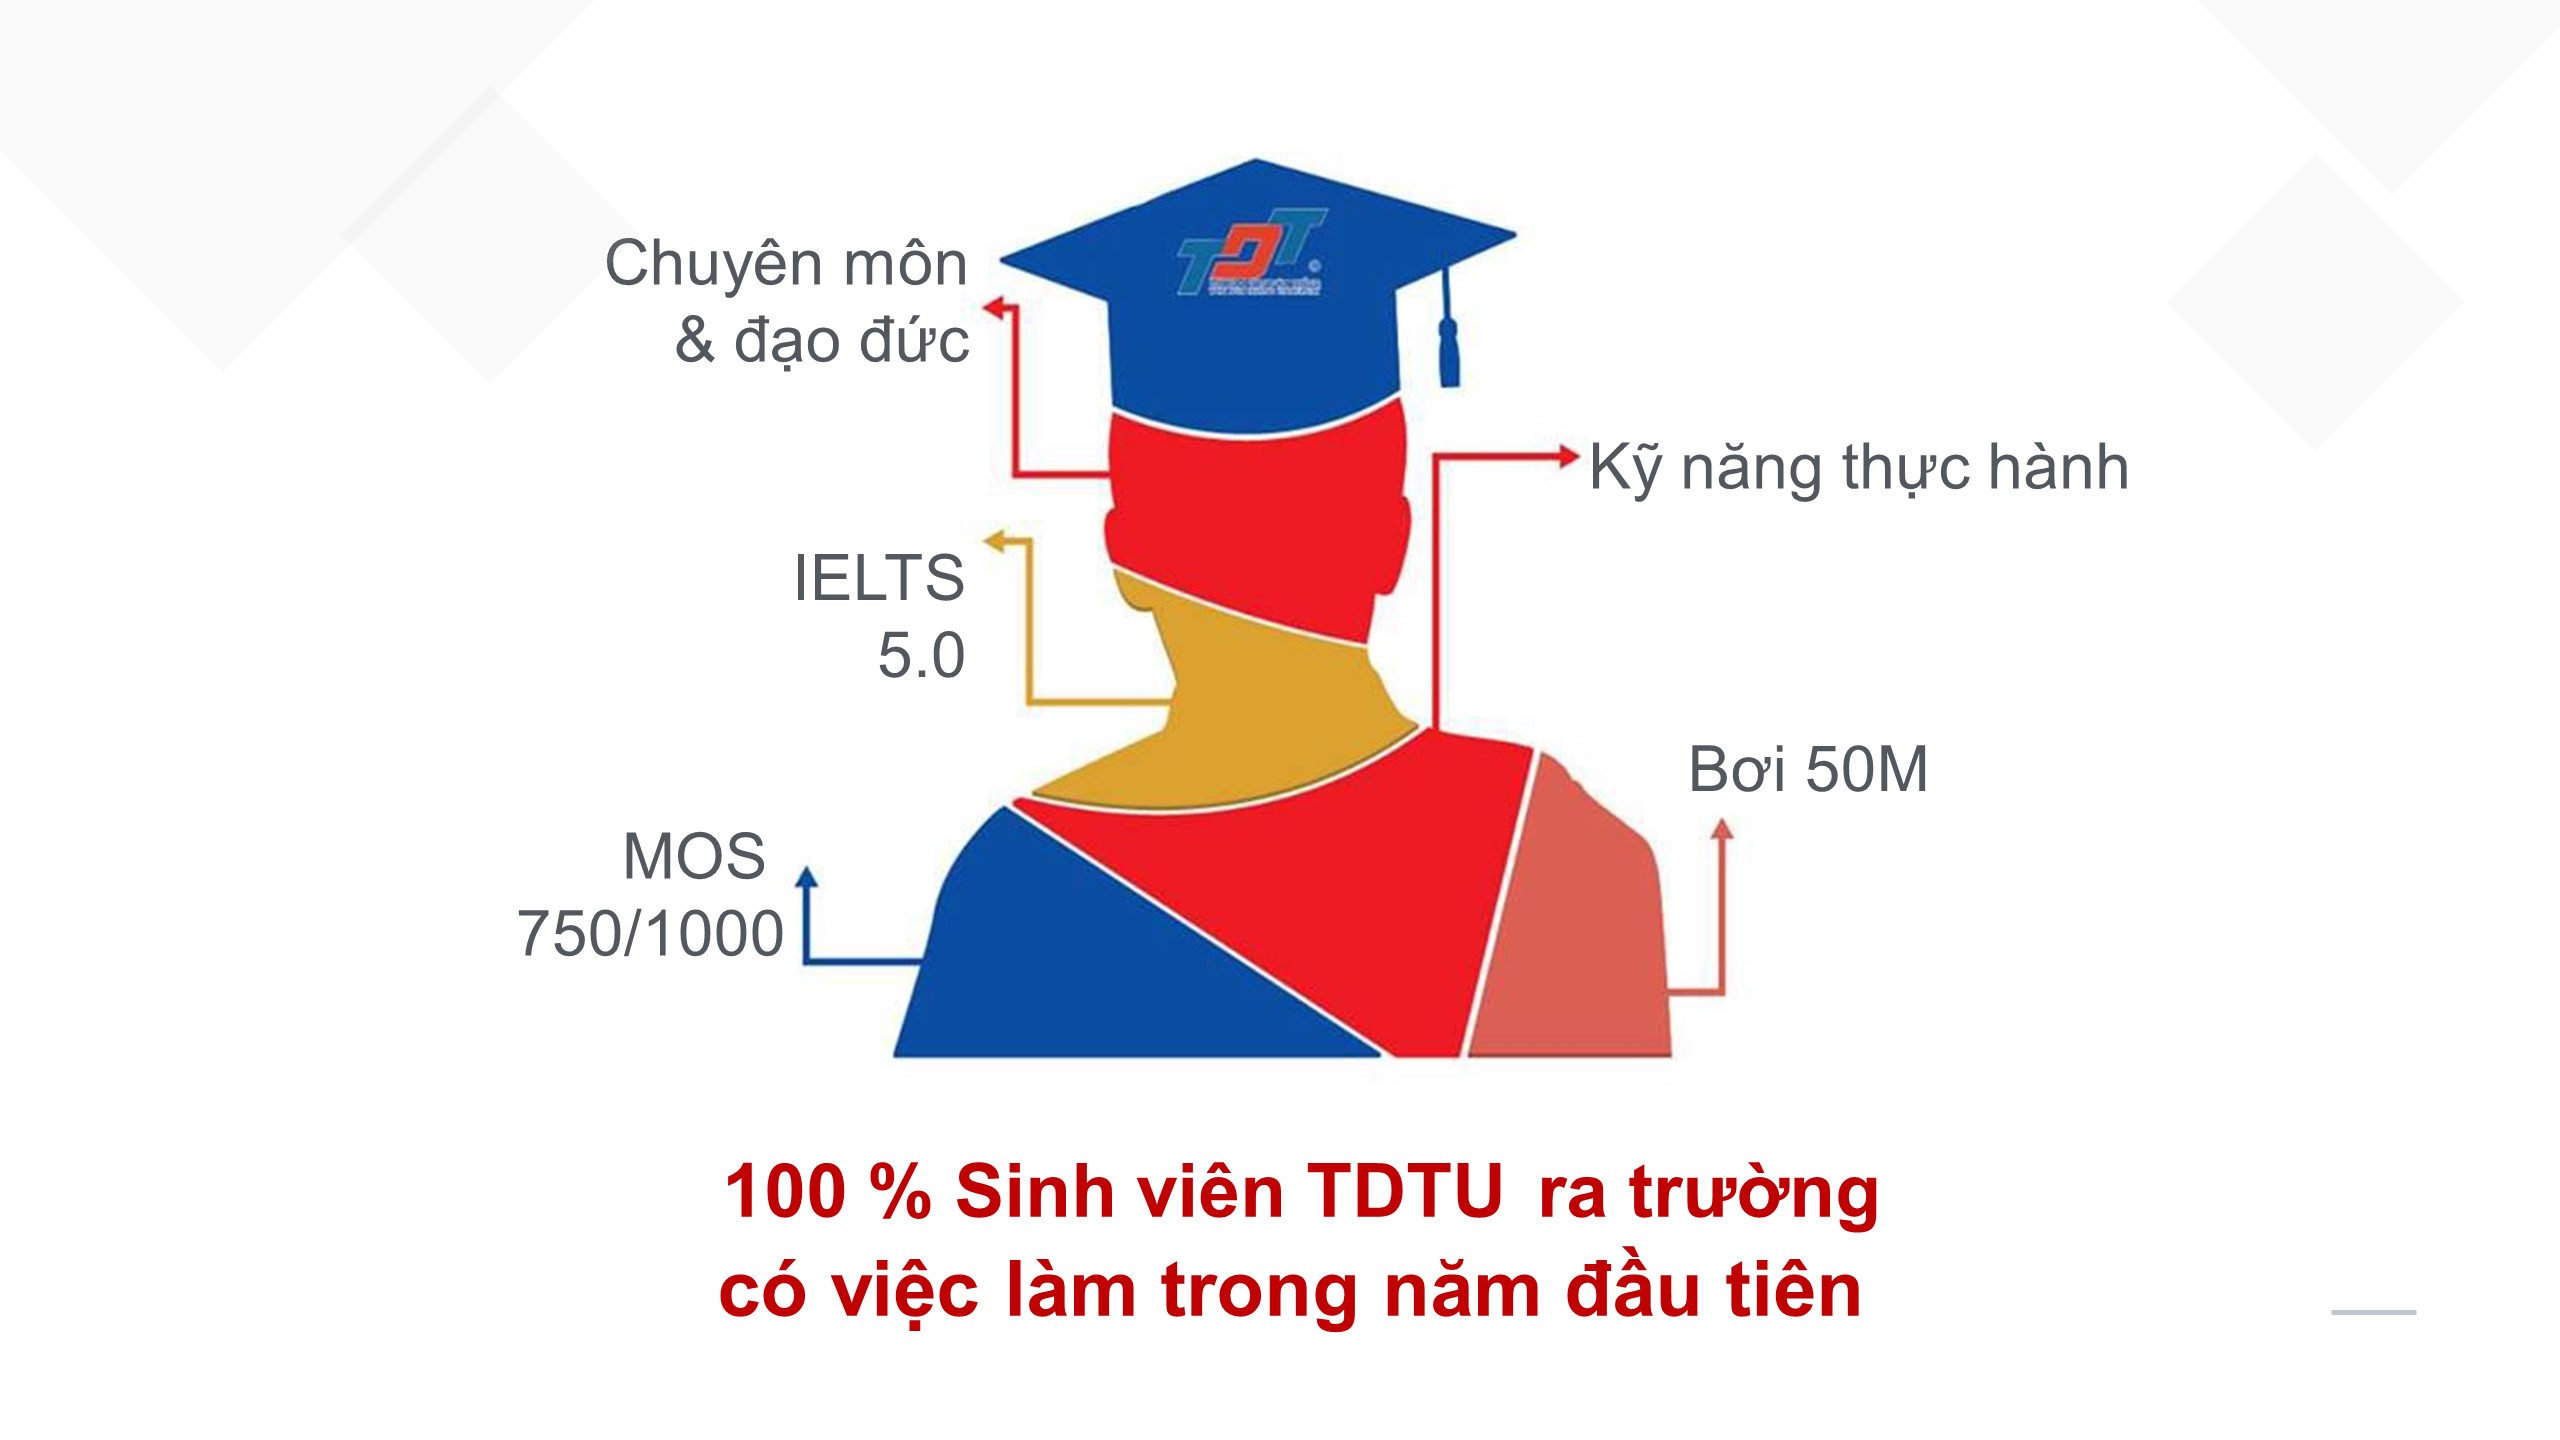 TDT
Chuyên môn
& đạo đức
Kỹ năng thực hành
IELTS
5.0
Bơi 50M
MOS
750/1000
100 % Sinh viên TDTU ra trường
có việc làm trong năm đầu tiên